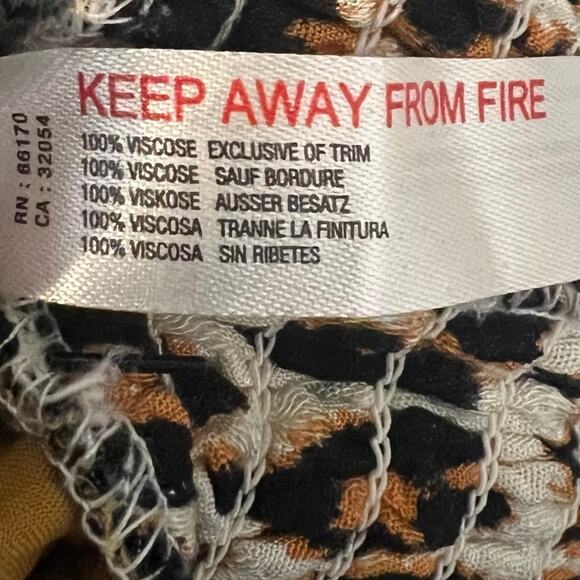 KEEP AWAY FROM FIRE
100% VISCOSE EXCLUSIVE OF TRIM
100% VISCOSE SAUF BORDURE
100% VISKOSE AUSSER BESATZ
100% VISCOSA TRANNE LA FINITURA
100% VISCOSA SIN RIBETES
RN : 66170
CA : 32054